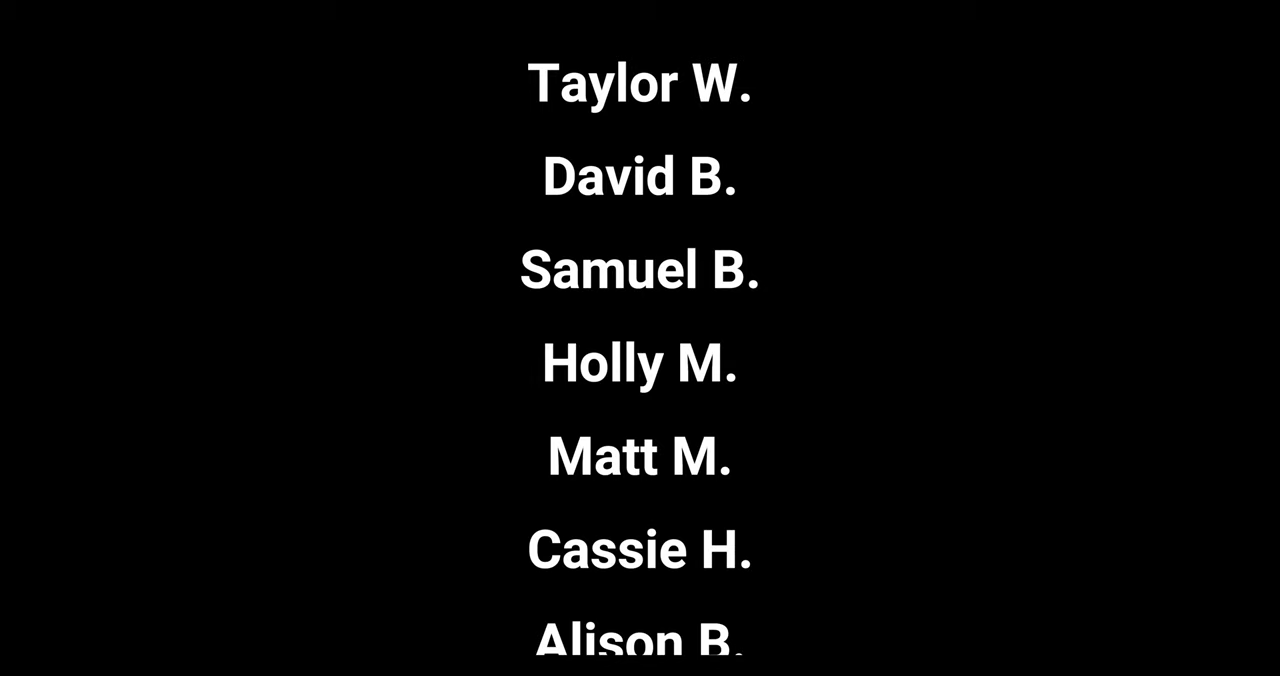 Taylor W.
David B.
Samuel B.
Holly M.
Matt M.
Cassie H.
Alison B.